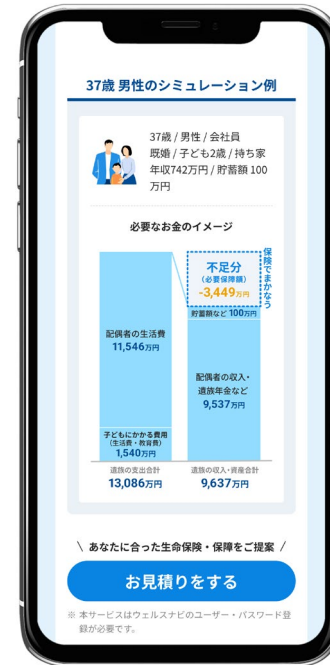 37歳 男性のシミュレーション例
37歳 / 男性 / 会社員
既婚 / 子ども2歳 / 持ち家
年収742万円 / 貯蓄額 100
万円
必要なお金のイメージ
配偶者の生活費
11,546万円
子どもにかかる費用
(生活費・教育費)
1,540万円
遺族の支出合計
13,086万円
不足分
(必要保障額)
-3,449万円
保険でまかなう
貯蓄額など 100万円
配偶者の収入・
遺族年金など
9,537万円
遺族の収入・資産合計
9,637万円
\ あなたに合った生命保険・保障をご提案 /
お見積りをする
※ 本サービスはウェルスナビのユーザー・パスワード登
録が必要です。